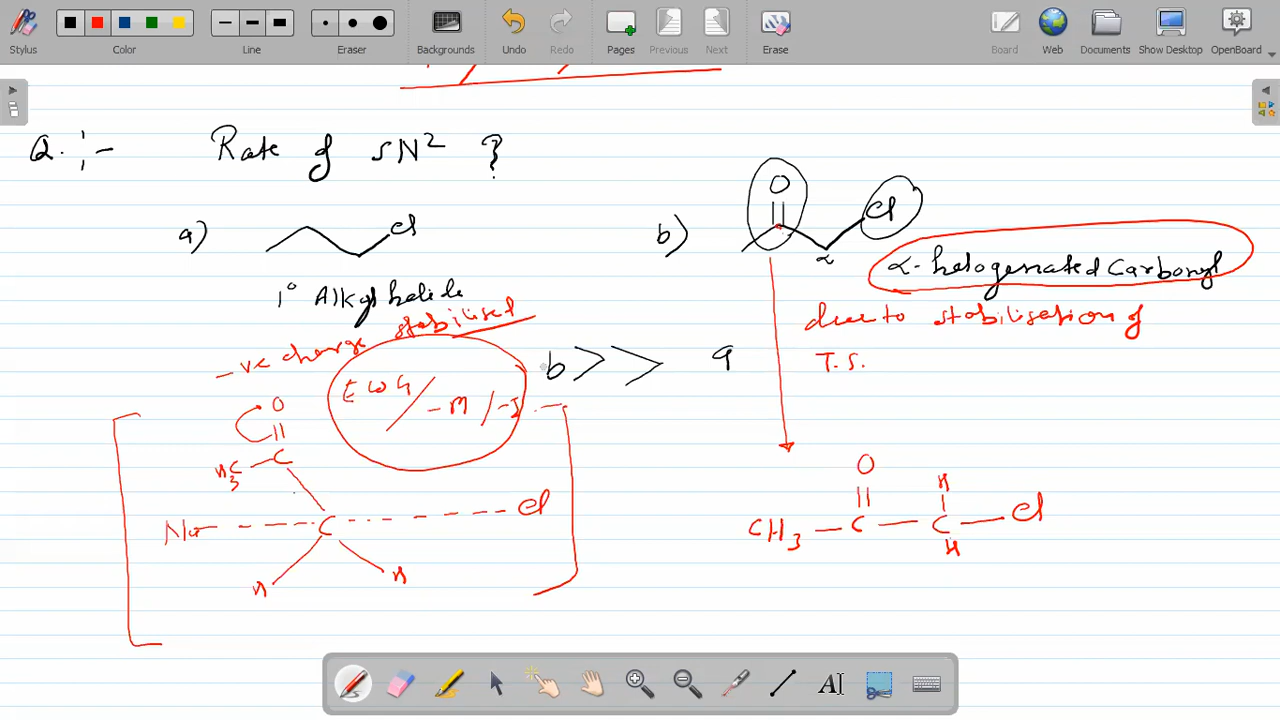 Stylus
Color
Line
Eraser
Backgrounds
Undo
Redo
Pages
Previous
Next
Erase
Board
Web
Documents
Show Desktop
OpenBoard
Q. :- Rate of SN2 ?
a)
Cl
1° Alkyl halide
b)
O
Cl
α
α-halogenated Carbonyl
due to stabilisation of
T.S.
b >> a
-ve charge stabilised
EWG/-M/-I
O
H3C - C
Nu
C
Cl
H
H
O
H
CH3 - C - C - Cl
H